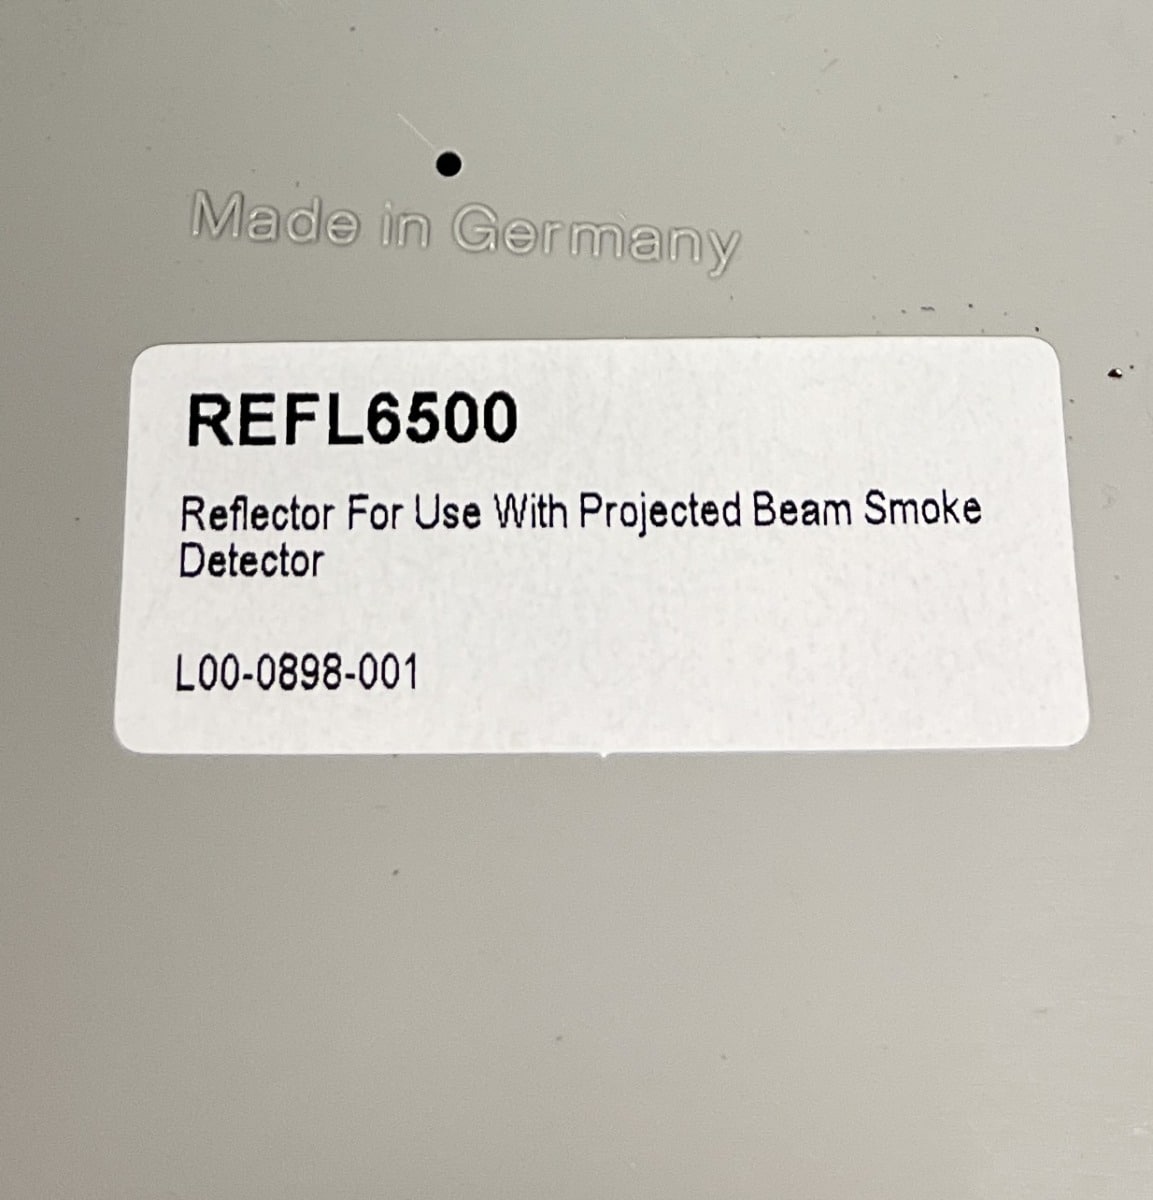 Made in Germany
REFL6500
Reflector For Use With Projected Beam Smoke
Detector
L00-0898-001